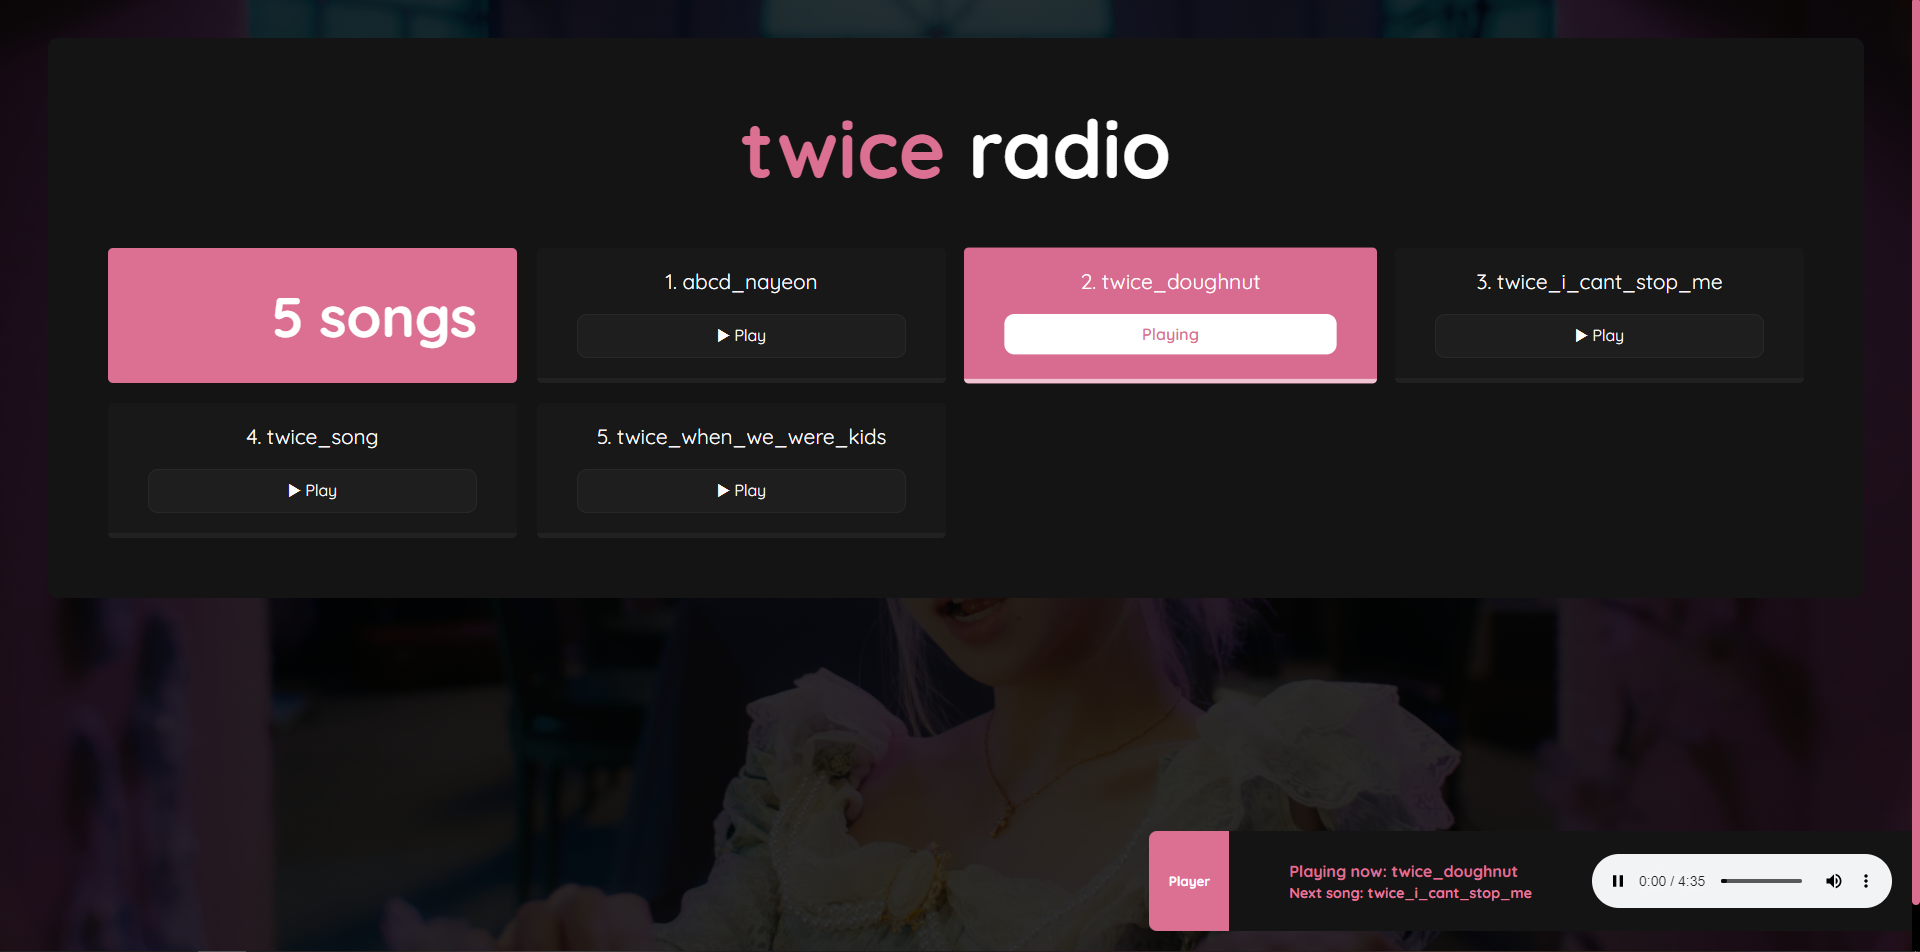 twice radio
5 songs
1. abcd_nayeon
▶ Play
2. twice_doughnut
Playing
3. twice_i_cant_stop_me
▶ Play
4. twice_song
▶ Play
5. twice_when_we_were_kids
▶ Play
Player
Playing now: twice_doughnut
Next song: twice_i_cant_stop_me
0:00 / 4:35